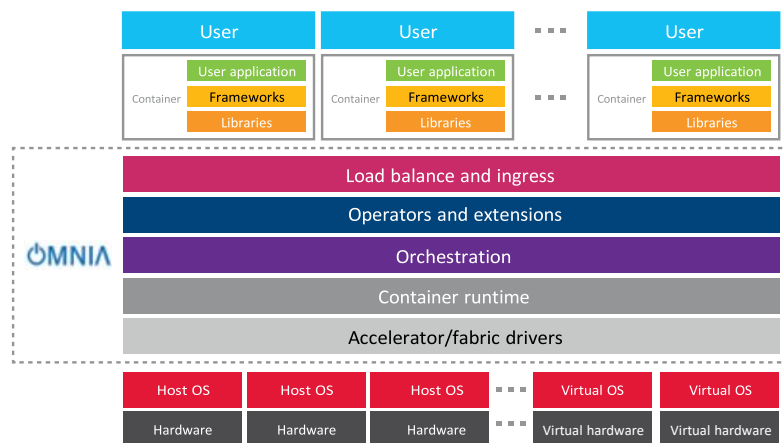 User User User
User application User application User application
Container Frameworks Container Frameworks Container Frameworks
Libraries Libraries Libraries
Load balance and ingress
Operators and extensions
OMNIA
Orchestration
Container runtime
Accelerator/fabric drivers
Host OS Host OS Host OS Virtual OS Virtual OS
Hardware Hardware Hardware Virtual hardware Virtual hardware